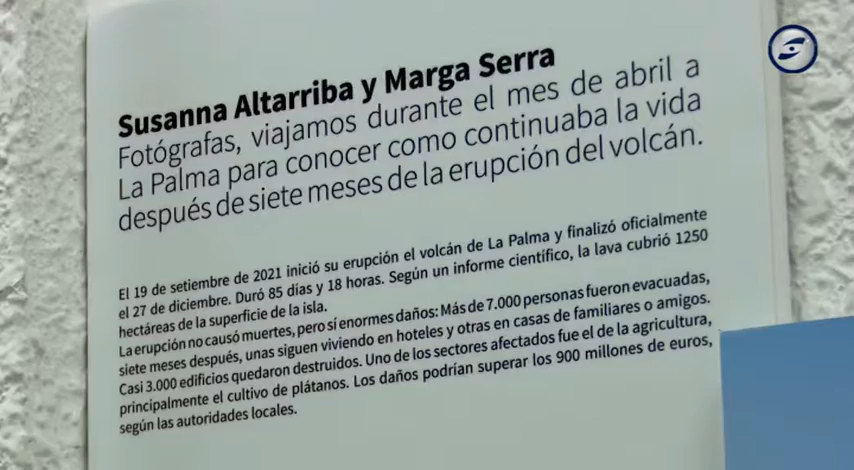 Susanna Altarriba y Marga Serra
Fotógrafas, viajamos durante el mes de abril a
La Palma para conocer como continuaba la vida
después de siete meses de la erupción del volcán.
El 19 de setiembre de 2021 inició su erupción el volcán de La Palma y finalizó oficialmente
el 27 de diciembre. Duró 85 días y 18 horas. Según un informe científico, la lava cubrió 1250
hectáreas de la superficie de la isla.
La erupción no causó muertes, pero sí enormes daños: Más de 7.000 personas fueron evacuadas,
siete meses después, unas siguen viviendo en hoteles y otras en casas de familiares o amigos.
Casi 3.000 edificios quedaron destruidos. Uno de los sectores afectados fue el de la agricultura,
principalmente el cultivo de plátanos. Los daños podrían superar los 900 millones de euros,
según las autoridades locales.